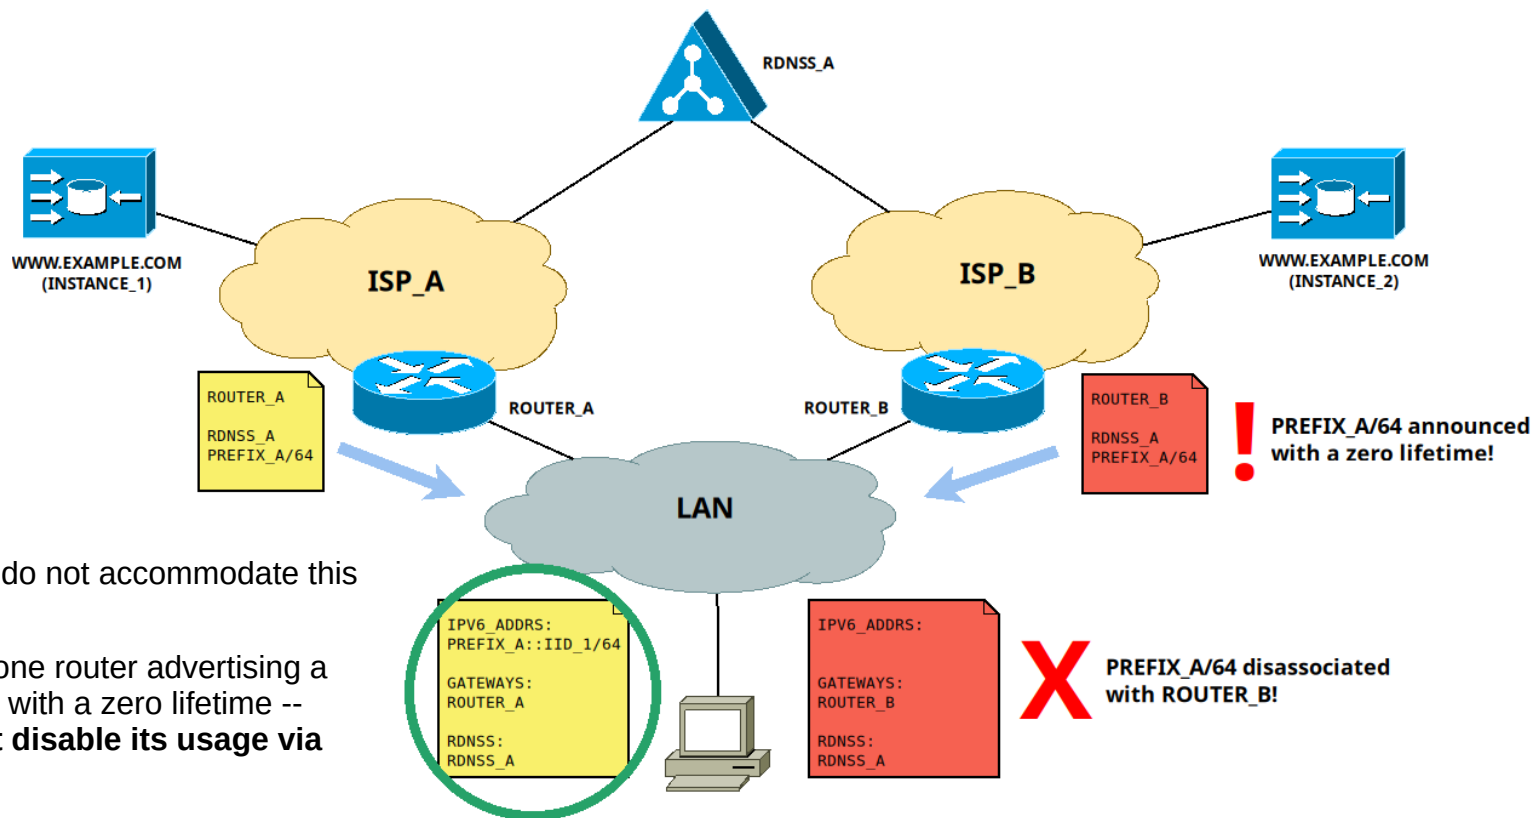 RDNSS_A
WWW.EXAMPLE.COM
(INSTANCE_1)
ISP_A
ISP_B
WWW.EXAMPLE.COM
(INSTANCE_2)
ROUTER_A
RDNSS_A
PREFIX_A/64
ROUTER_A
ROUTER_B
ROUTER_B
RDNSS_A
PREFIX_A/64
!
PREFIX_A/64 announced
with a zero lifetime!
LAN
do not accommodate this
one router advertising a
with a zero lifetime --
disable its usage via
IPV6_ADDRS:
PREFIX_A::IID_1/64
GATEWAYS:
ROUTER_A
RDNSS:
RDNSS_A
IPV6_ADDRS:
GATEWAYS:
ROUTER_B
RDNSS:
RDNSS_A
X
PREFIX_A/64 disassociated
with ROUTER_B!